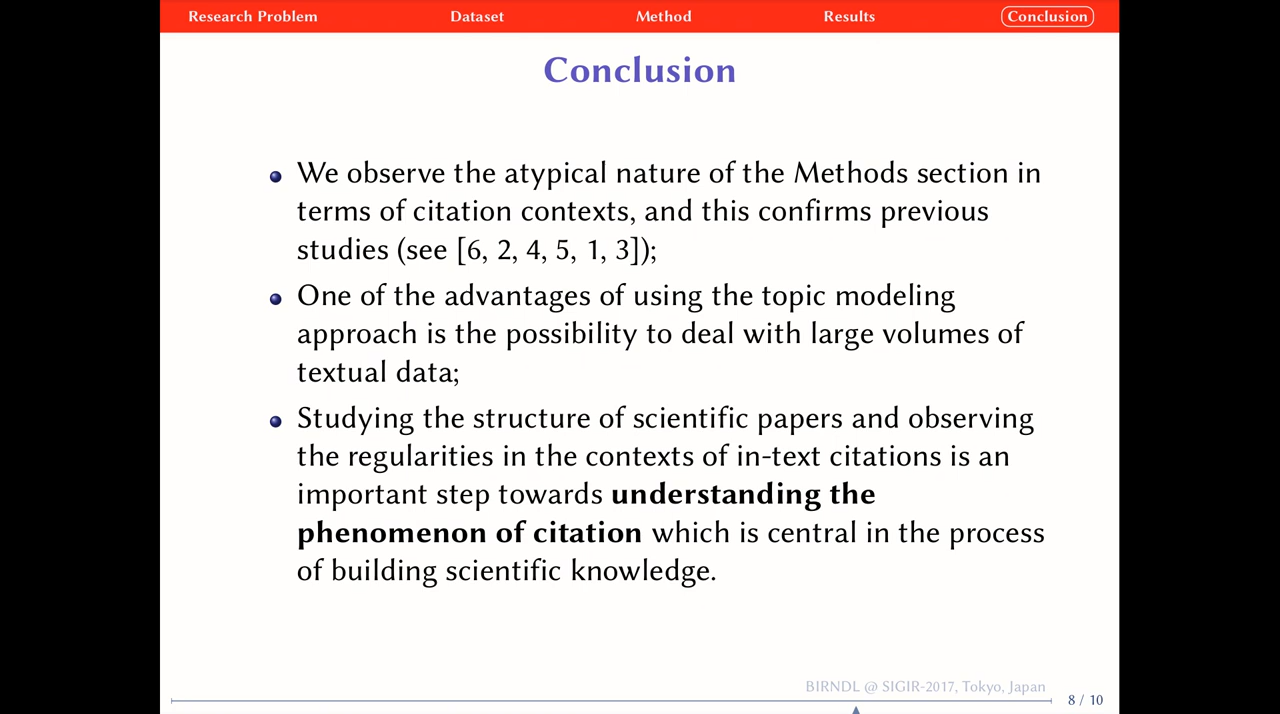 Research Problem Dataset Method Results Conclusion
Conclusion
We observe the atypical nature of the Methods section in
terms of citation contexts, and this confirms previous
studies (see [6, 2, 4, 5, 1, 3]);
One of the advantages of using the topic modeling
approach is the possibility to deal with large volumes of
textual data;
Studying the structure of scientific papers and observing
the regularities in the contexts of in-text citations is an
important step towards understanding the
phenomenon of citation which is central in the process
of building scientific knowledge.
BIRNDL @ SIGIR-2017, Tokyo, Japan
8 / 10